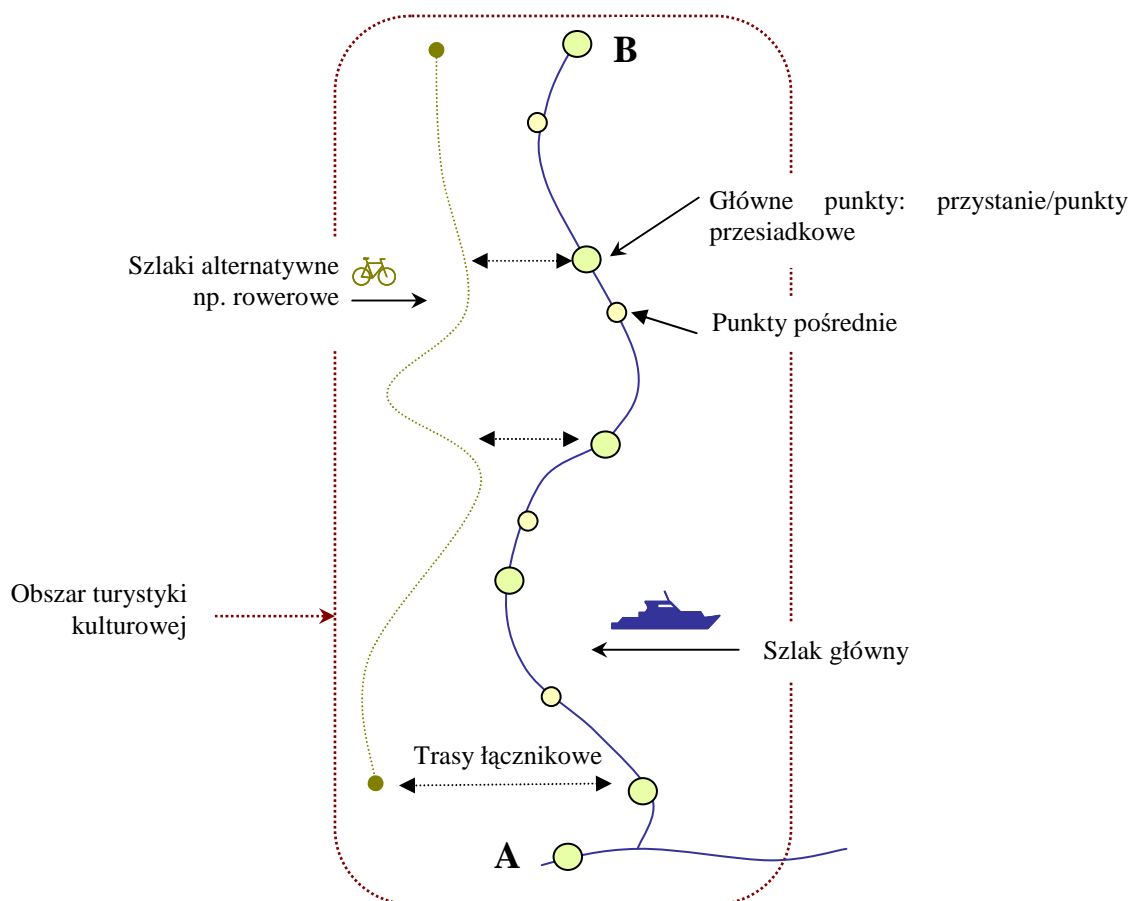 B
Główne punkty: przystanie/punkty
przesiadkowe
Szlaki alternatywne
np. rowerowe
Punkty pośrednie
Obszar turystyki
kulturowej
Szlak główny
Trasy łącznikowe
A